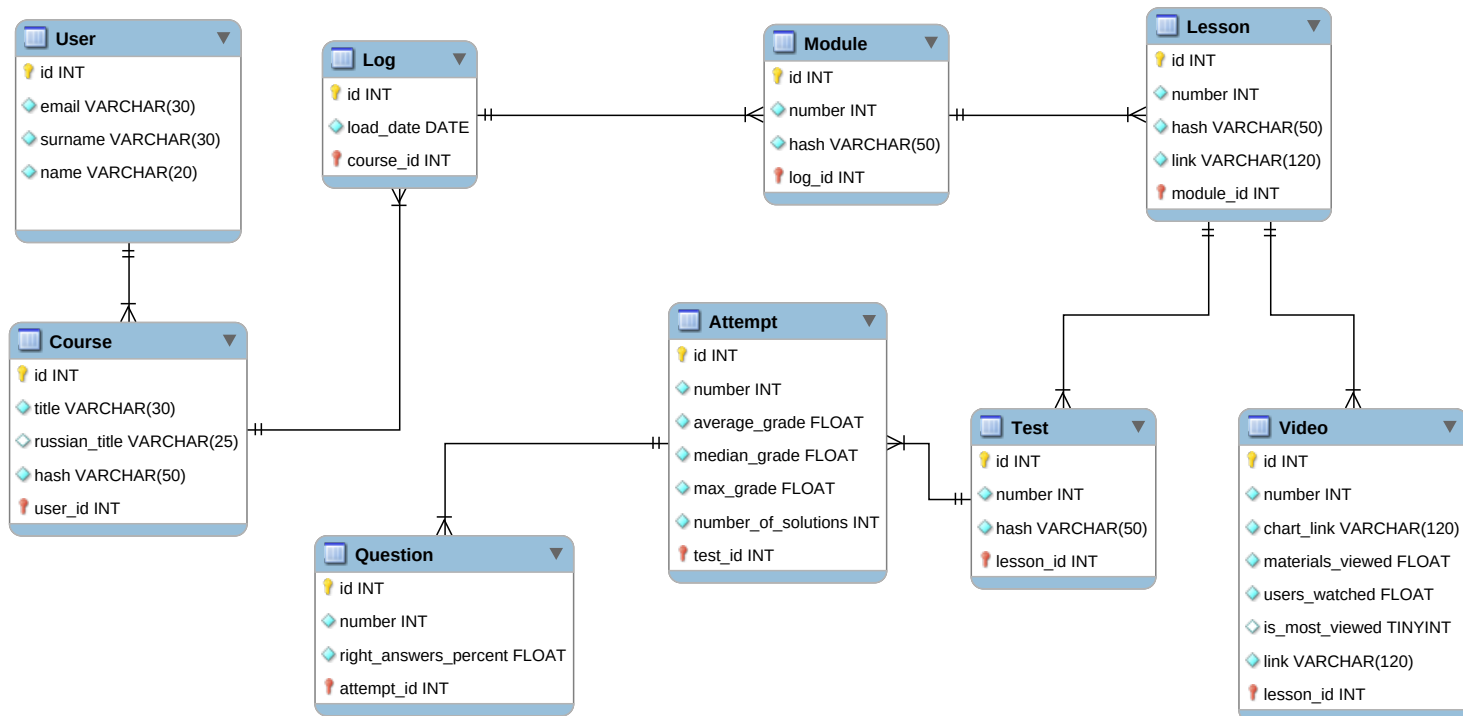 User
id INT
email VARCHAR(30)
surname VARCHAR(30)
name VARCHAR(20)
Log
id INT
load_date DATE
course_id INT
Module
id INT
number INT
hash VARCHAR(50)
log_id INT
Lesson
id INT
number INT
hash VARCHAR(50)
link VARCHAR(120)
module_id INT
Course
id INT
title VARCHAR(30)
russian_title VARCHAR(25)
hash VARCHAR(50)
user_id INT
Attempt
id INT
number INT
average_grade FLOAT
median_grade FLOAT
max_grade FLOAT
number_of_solutions INT
test_id INT
Test
id INT
number INT
hash VARCHAR(50)
lesson_id INT
Video
id INT
number INT
chart_link VARCHAR(120)
materials_viewed FLOAT
users_watched FLOAT
is_most_viewed TINYINT
link VARCHAR(120)
lesson_id INT
Question
id INT
number INT
right_answers_percent FLOAT
attempt_id INT